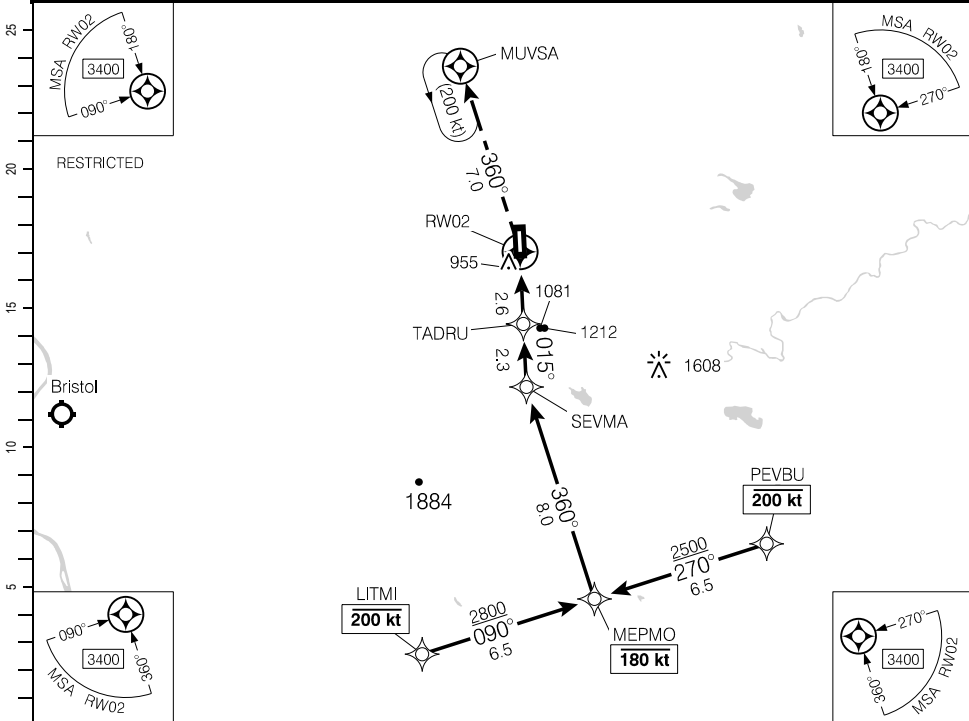 25
20
15
10
5
MSA RW02
180°
3400
090°
MSA RW02
180°
3400
270°
RESTRICTED
MUVSA
(200 kt)
360°
7.0
RW02
955
2.6
1081
TADRU
1212
2.3
015°
1608
Bristol
SEVMA
1884
360°
8.0
PEVBU
200 kt
2500
270°
6.5
LITMI
200 kt
2800
090°
6.5
MEPMO
180 kt
090°
3400
360°
MSA RW02
270°
3400
360°
MSA RW02